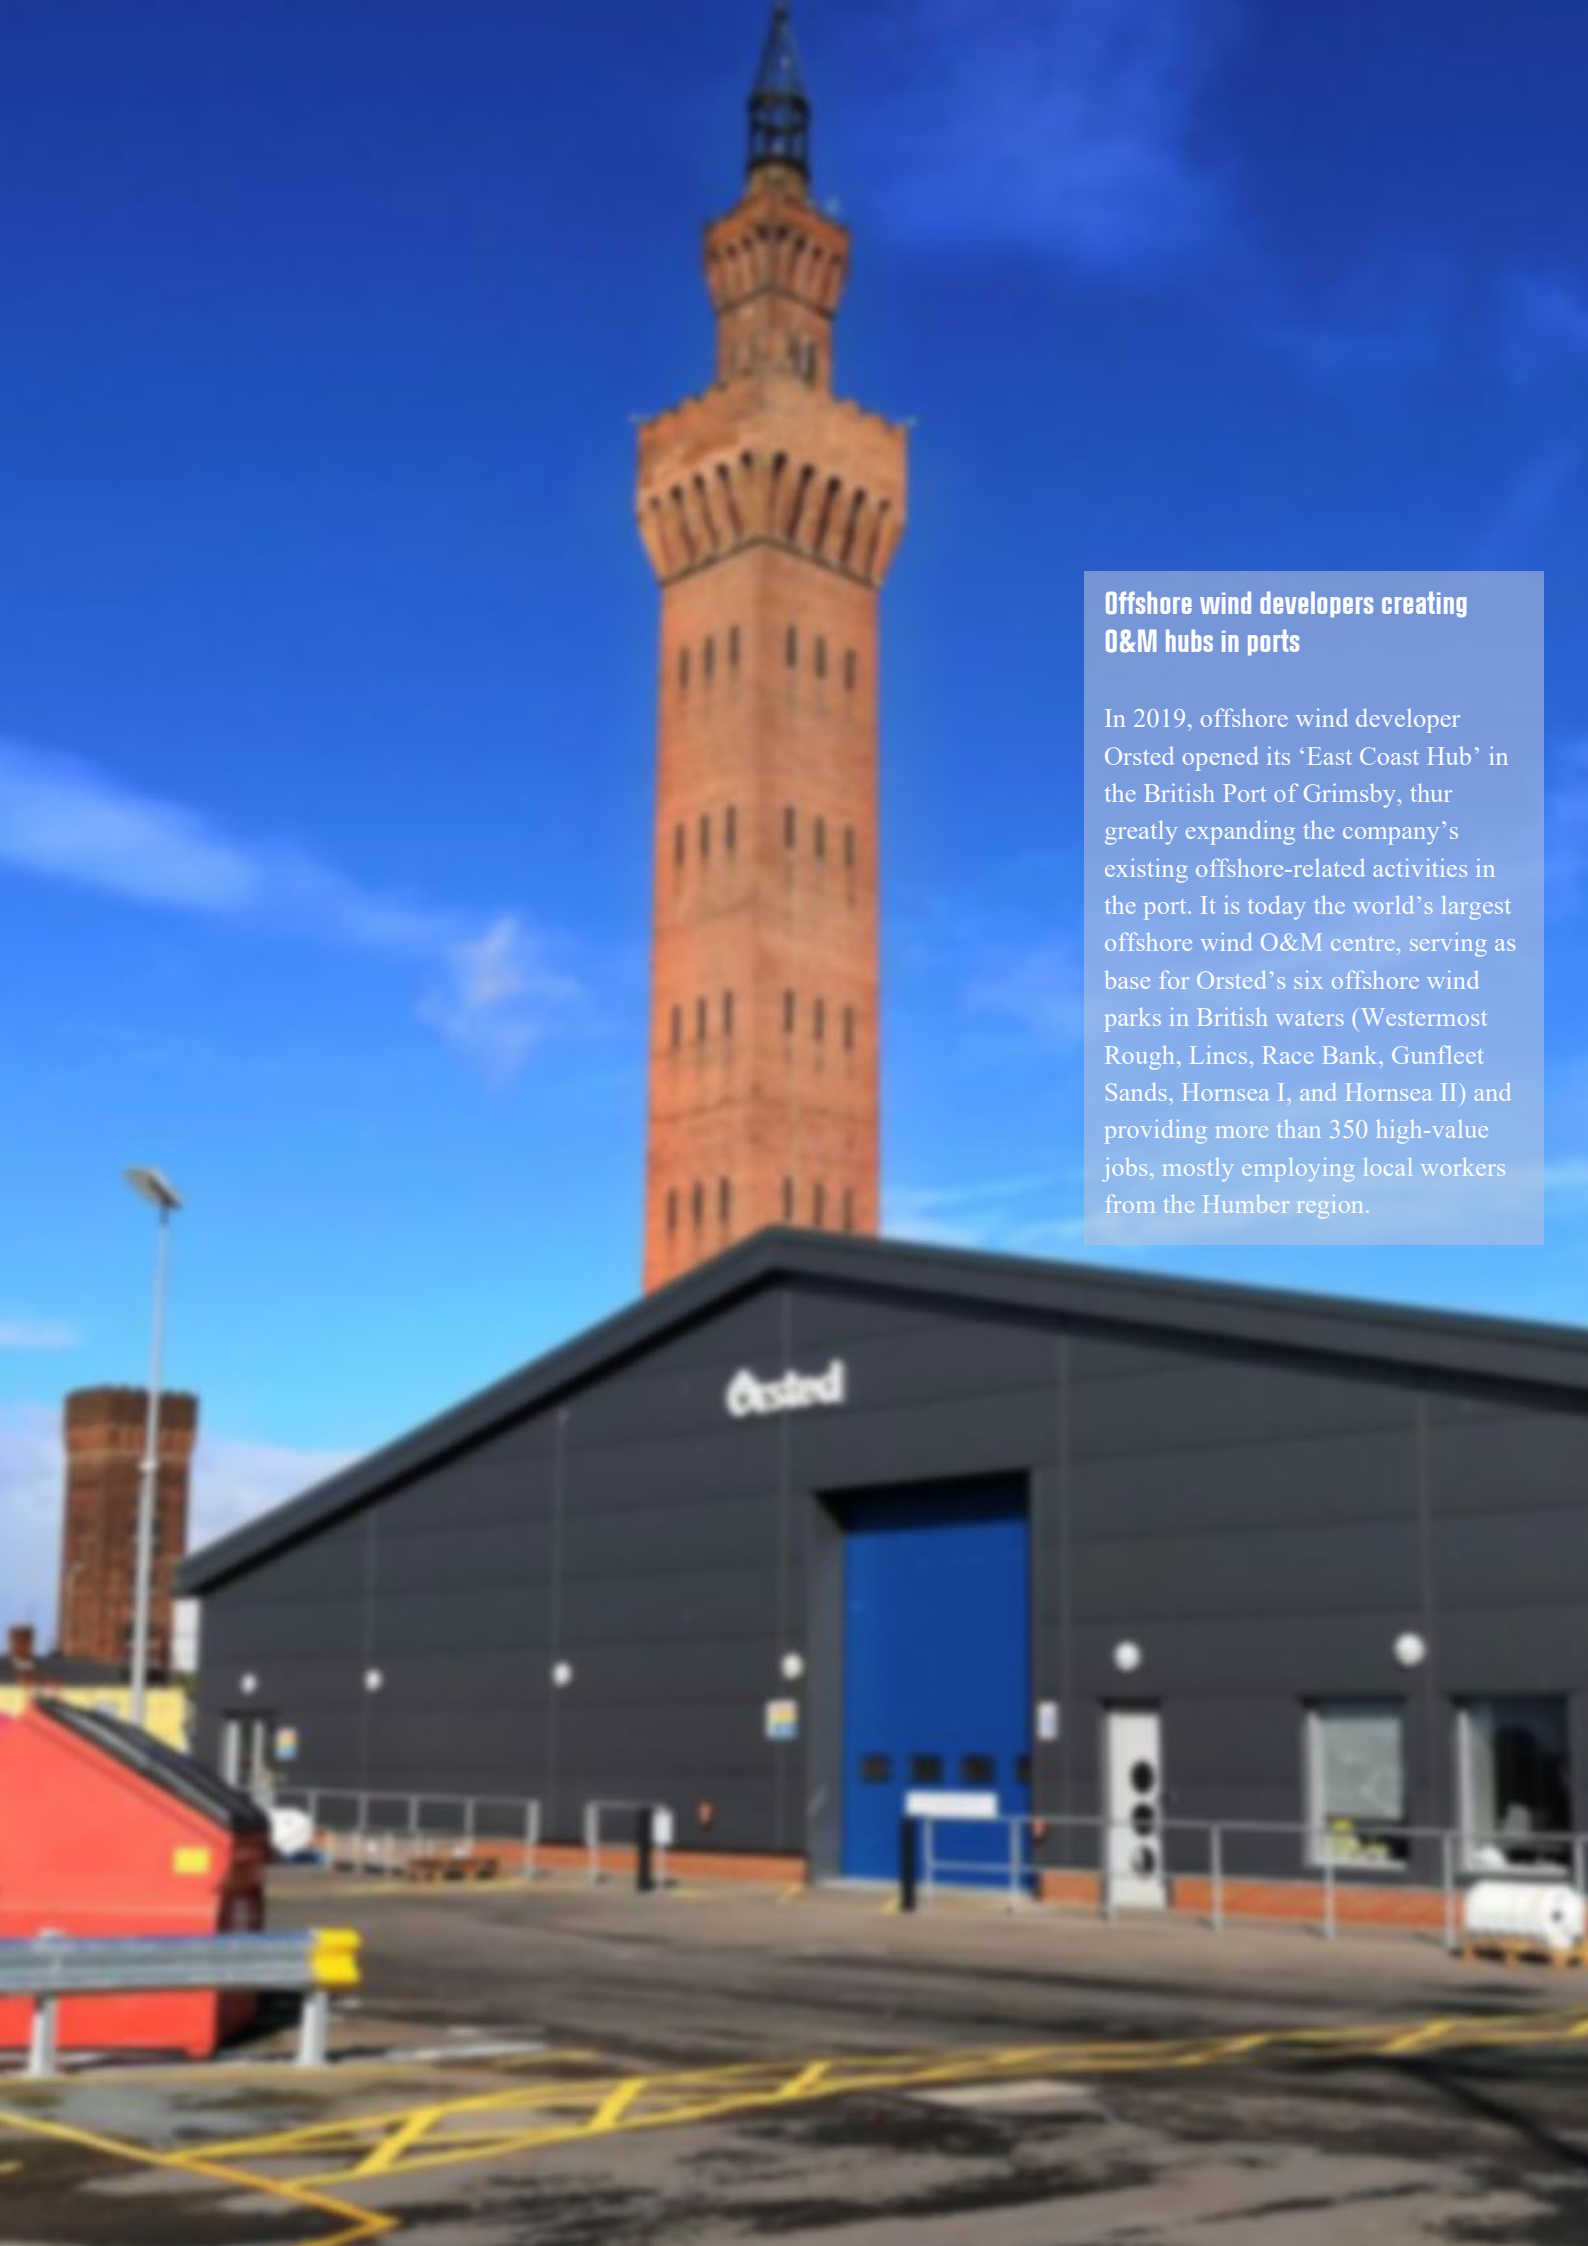 Offshore wind developers creating
O&M hubs in ports
In 2019, offshore wind developer
Orsted opened its ‘East Coast Hub’ in
the British Port of Grimsby, thur
greatly expanding the company’s
existing offshore-related activities in
the port. It is today the world’s largest
offshore wind O&M centre, serving as
base for Orsted’s six offshore wind
parks in British waters (Westermost
Rough, Lincs, Race Bank, Gunfleet
Sands, Hornsea I, and Hornsea II) and
providing more than 350 high-value
jobs, mostly employing local workers
from the Humber region.
Ørsted